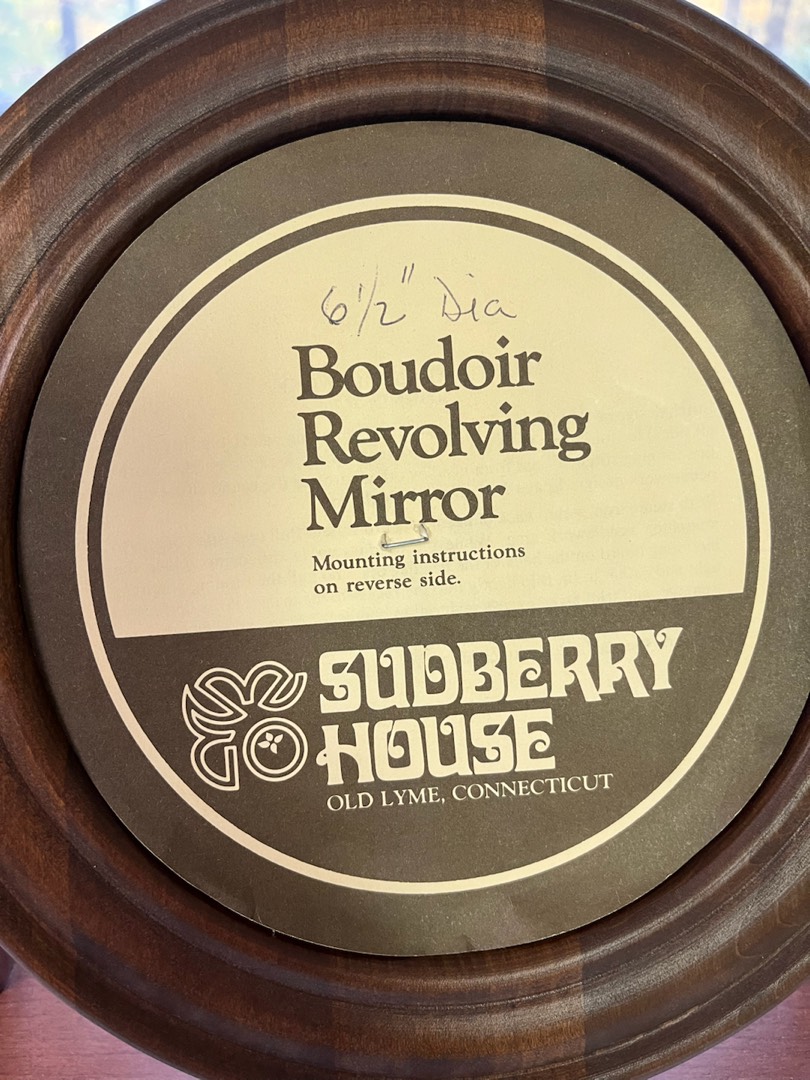 6 1/2" Dia
Boudoir
Revolving
Mirror
Mounting instructions
on reverse side.
SUDBERRY
HOUSE
OLD LYME, CONNECTICUT